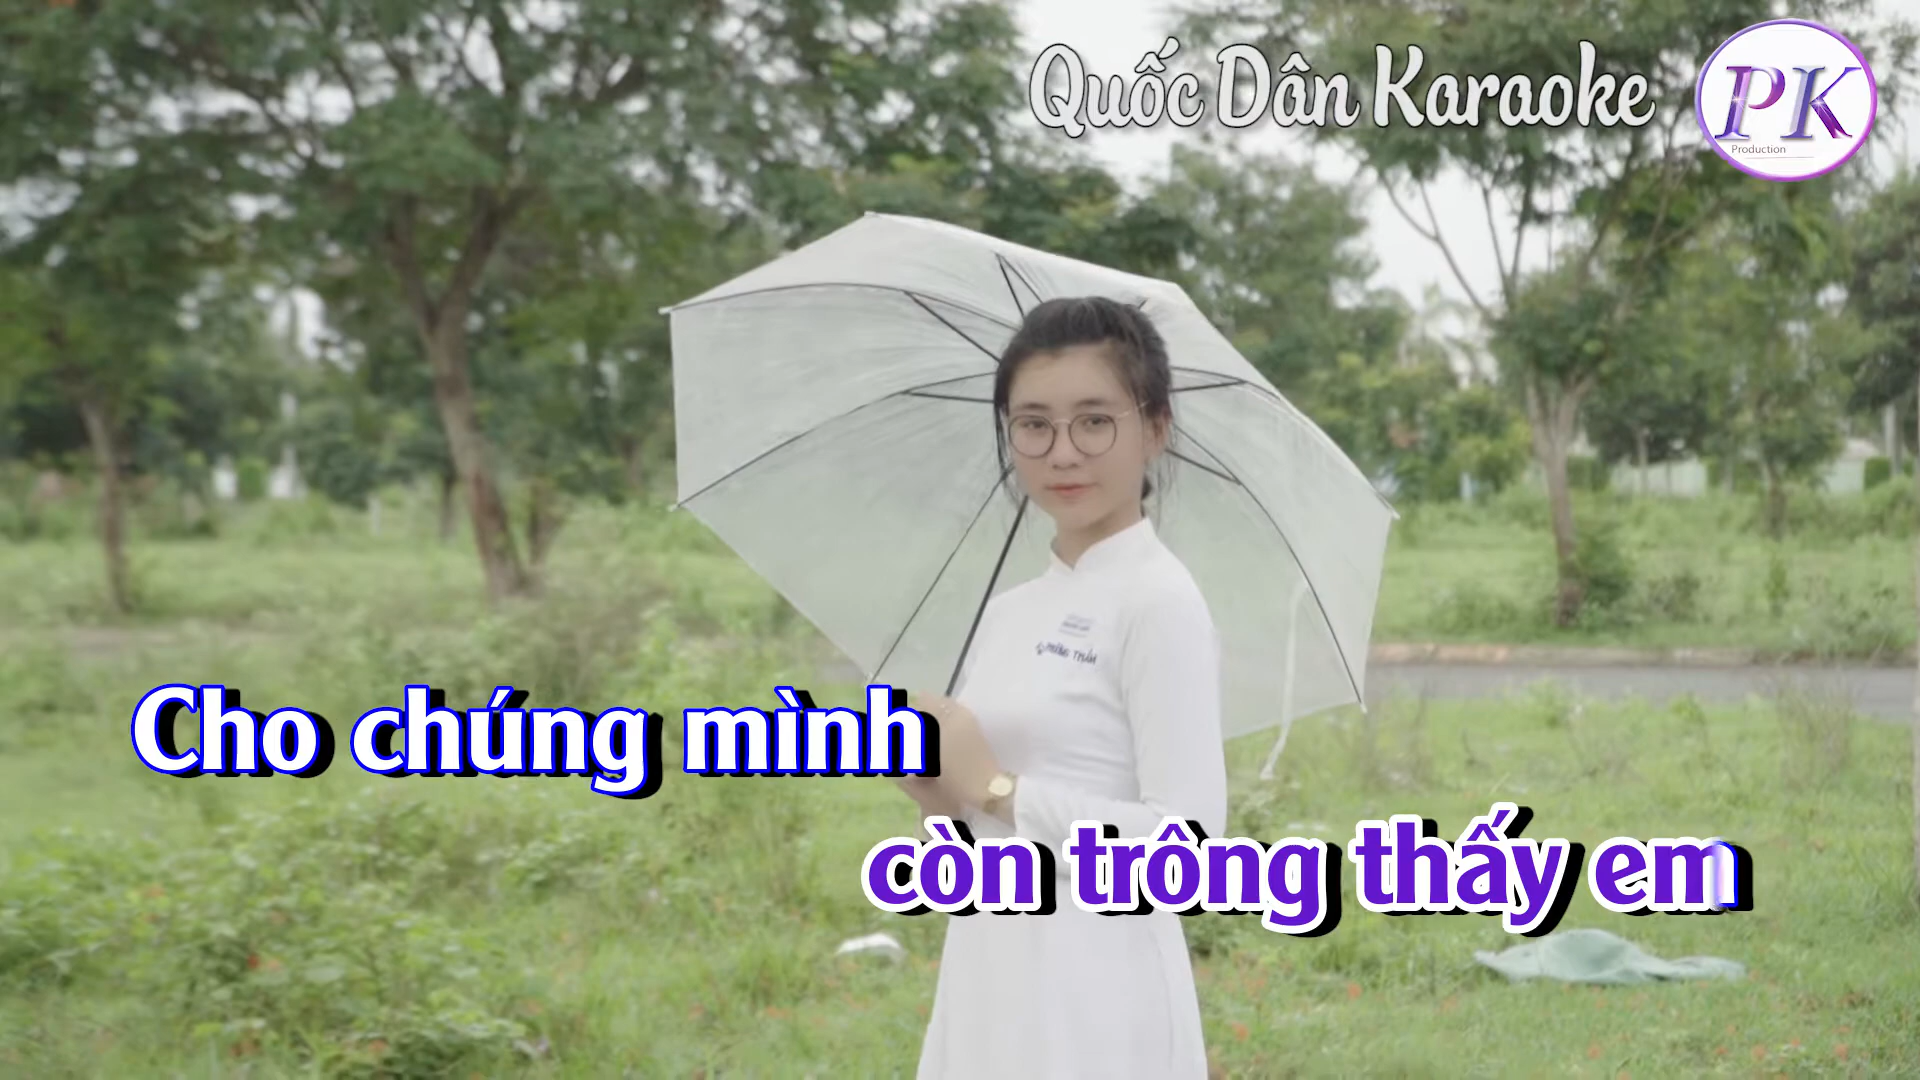 Quốc Dân Karaoke
PK
Production
Cho chúng mình
còn trông thấy em